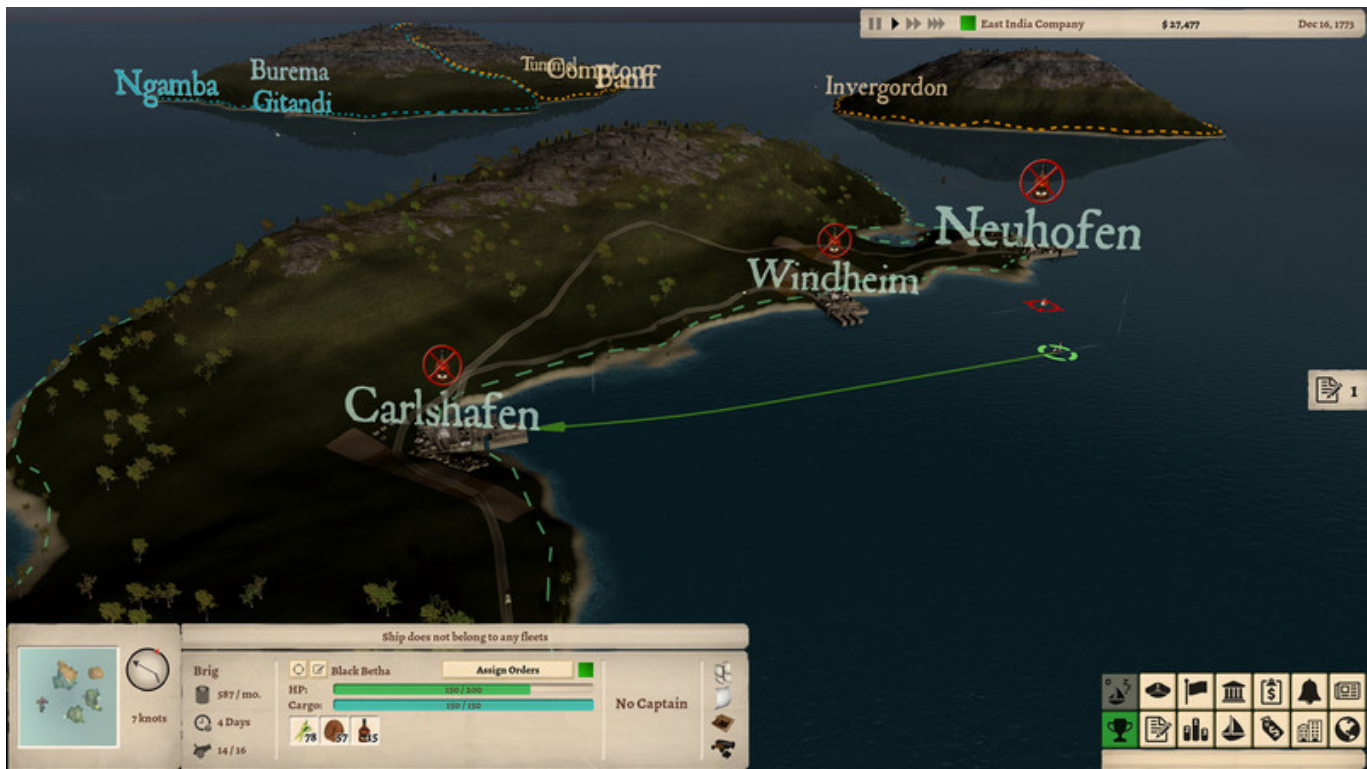 East India Company $ 27,477 Dec 16, 1773
Ngamba
Burema
Gitandi
Banff
Invergordon
Neuhofen
Windheim
Carlshafen
1
Ship does not belong to any fleets
Brig
587 / mo.
4 Days
14 / 16
7 knots
Black Betha
Assign Orders
HP: 150 / 200
Cargo: 150 / 150
78 57 15
No Captain